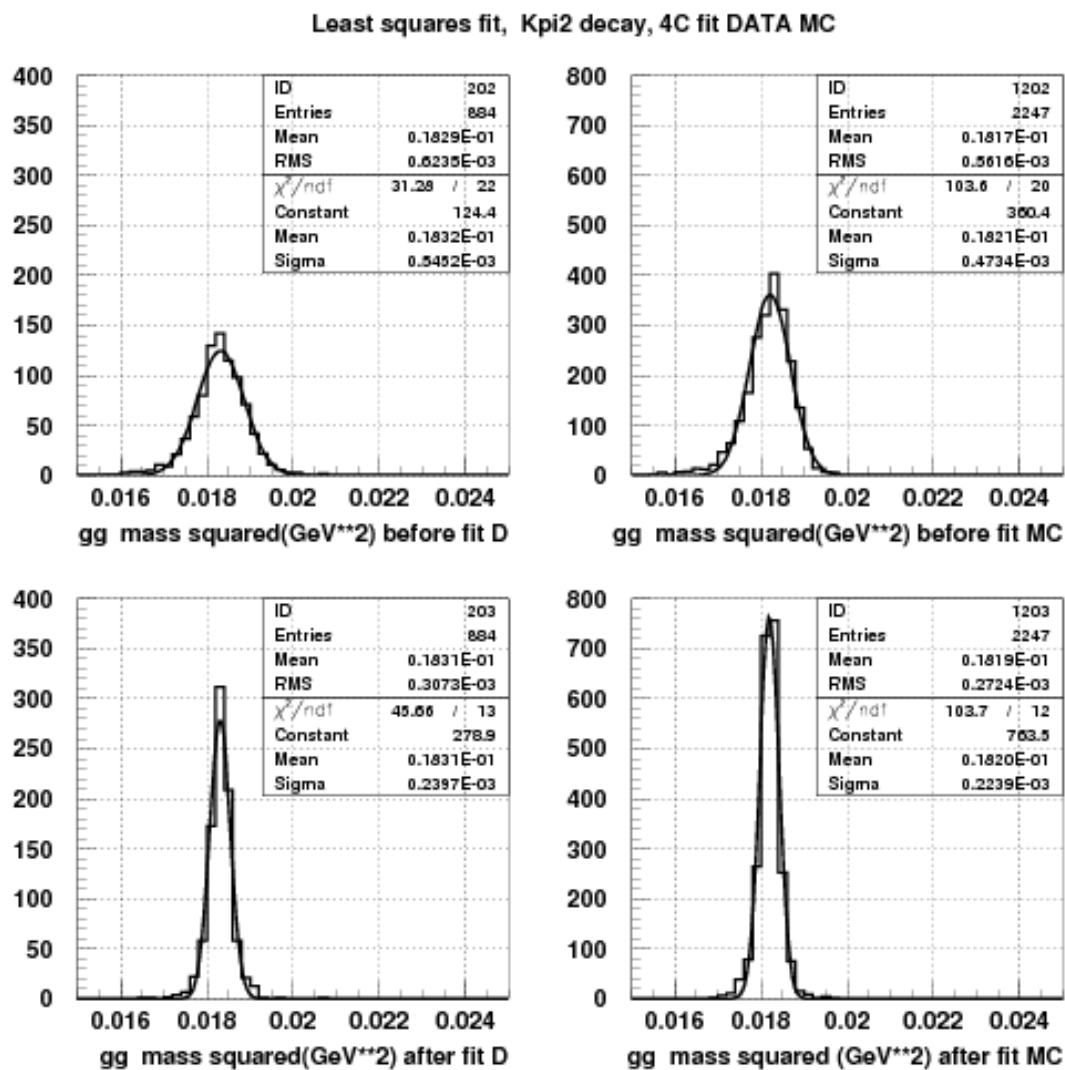 Least squares fit, Kpi2 decay, 4C fit DATA MC
400
350
300
250
200
150
100
50
0
ID 202
Entries 884
Mean 0.1829E-01
RMS 0.6235E-03
χ²/ndf 31.28 / 22
Constant 124.4
Mean 0.1832E-01
Sigma 0.5452E-03
0.016 0.018 0.02 0.022 0.024
gg mass squared(GeV**2) before fit D
800
700
600
500
400
300
200
100
0
ID 1202
Entries 2247
Mean 0.1817E-01
RMS 0.5616E-03
χ²/ndf 103.6 / 20
Constant 360.4
Mean 0.1821E-01
Sigma 0.4734E-03
0.016 0.018 0.02 0.022 0.024
gg mass squared(GeV**2) before fit MC
400
350
300
250
200
150
100
50
0
ID 203
Entries 884
Mean 0.1831E-01
RMS 0.3073E-03
χ²/ndf 45.66 / 13
Constant 278.9
Mean 0.1831E-01
Sigma 0.2397E-03
0.016 0.018 0.02 0.022 0.024
gg mass squared(GeV**2) after fit D
800
700
600
500
400
300
200
100
0
ID 1203
Entries 2247
Mean 0.1819E-01
RMS 0.2724E-03
χ²/ndf 103.7 / 12
Constant 763.5
Mean 0.1820E-01
Sigma 0.2239E-03
0.016 0.018 0.02 0.022 0.024
gg mass squared (GeV**2) after fit MC